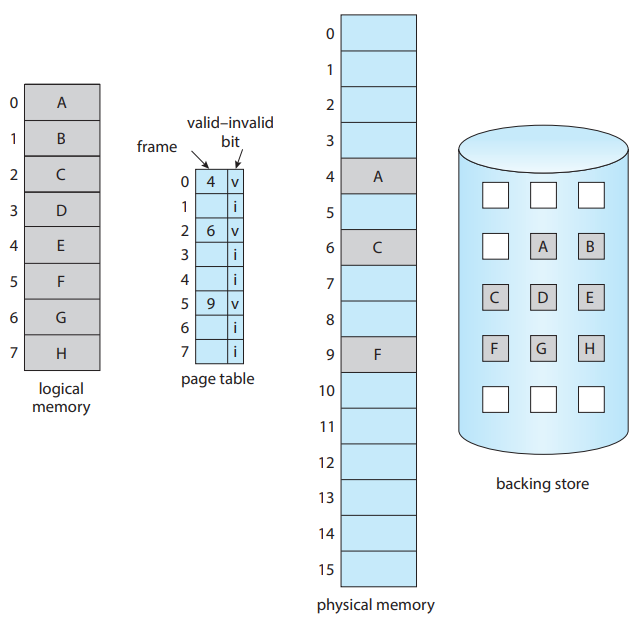 0 A
1 B
2 C
3 D
4 E
5 F
6 G
7 H
logical
memory
valid–invalid
bit
frame
0 4 v
1 i
2 6 v
3 i
4 i
5 9 v
6 i
7 i
page table
0
1
2
3
4 A
5
6 C
7
8
9 F
10
11
12
13
14
15
physical memory
A B
C D E
F G H
backing store